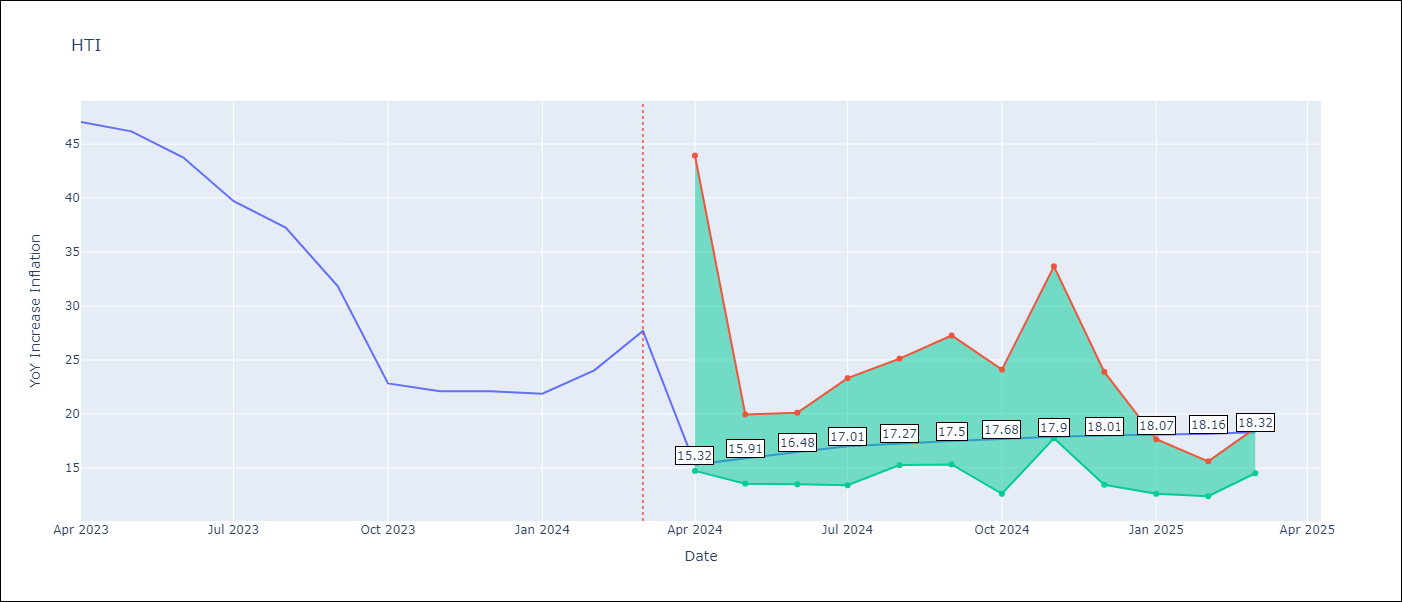 HTI
YoY Increase Inflation
45
40
35
30
25
20
15
15.32
15.91
16.48
17.01
17.27
17.5
17.68
17.9
18.01
18.07
18.16
18.32
Apr 2023
Jul 2023
Oct 2023
Jan 2024
Apr 2024
Jul 2024
Oct 2024
Jan 2025
Apr 2025
Date